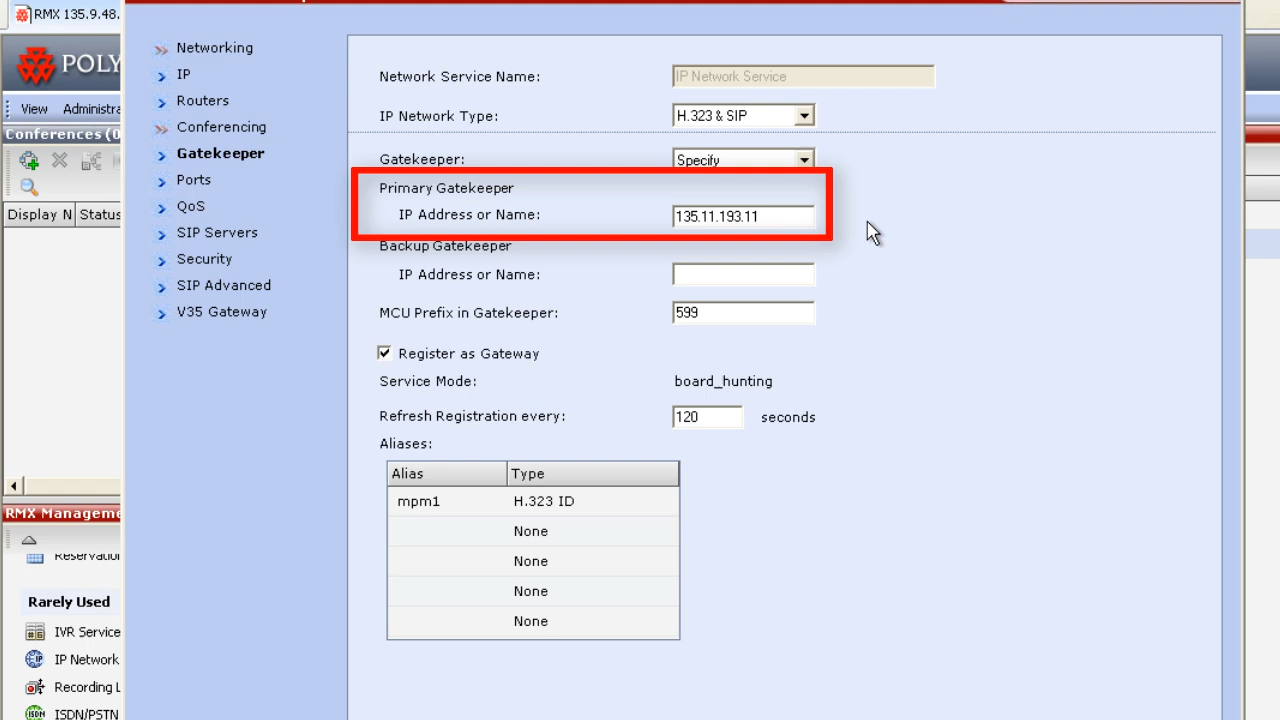 RMX 135.9.48.
POLY
View Administra
Conferences (0
Display N Status
RMX Manageme
Reservation
Rarely Used
IVR Service
IP Network
Recording L
ISDN/PSTN
Networking
IP
Routers
Conferencing
Gatekeeper
Ports
QoS
SIP Servers
Security
SIP Advanced
V35 Gateway
Network Service Name: IP Network Service
IP Network Type: H.323 & SIP
Gatekeeper: Specify
Primary Gatekeeper
IP Address or Name: 135.11.193.11
Backup Gatekeeper
IP Address or Name:
MCU Prefix in Gatekeeper: 599
Register as Gateway
Service Mode: board_hunting
Refresh Registration every: 120 seconds
Aliases:
Alias Type
mpm1 H.323 ID
None
None
None
None